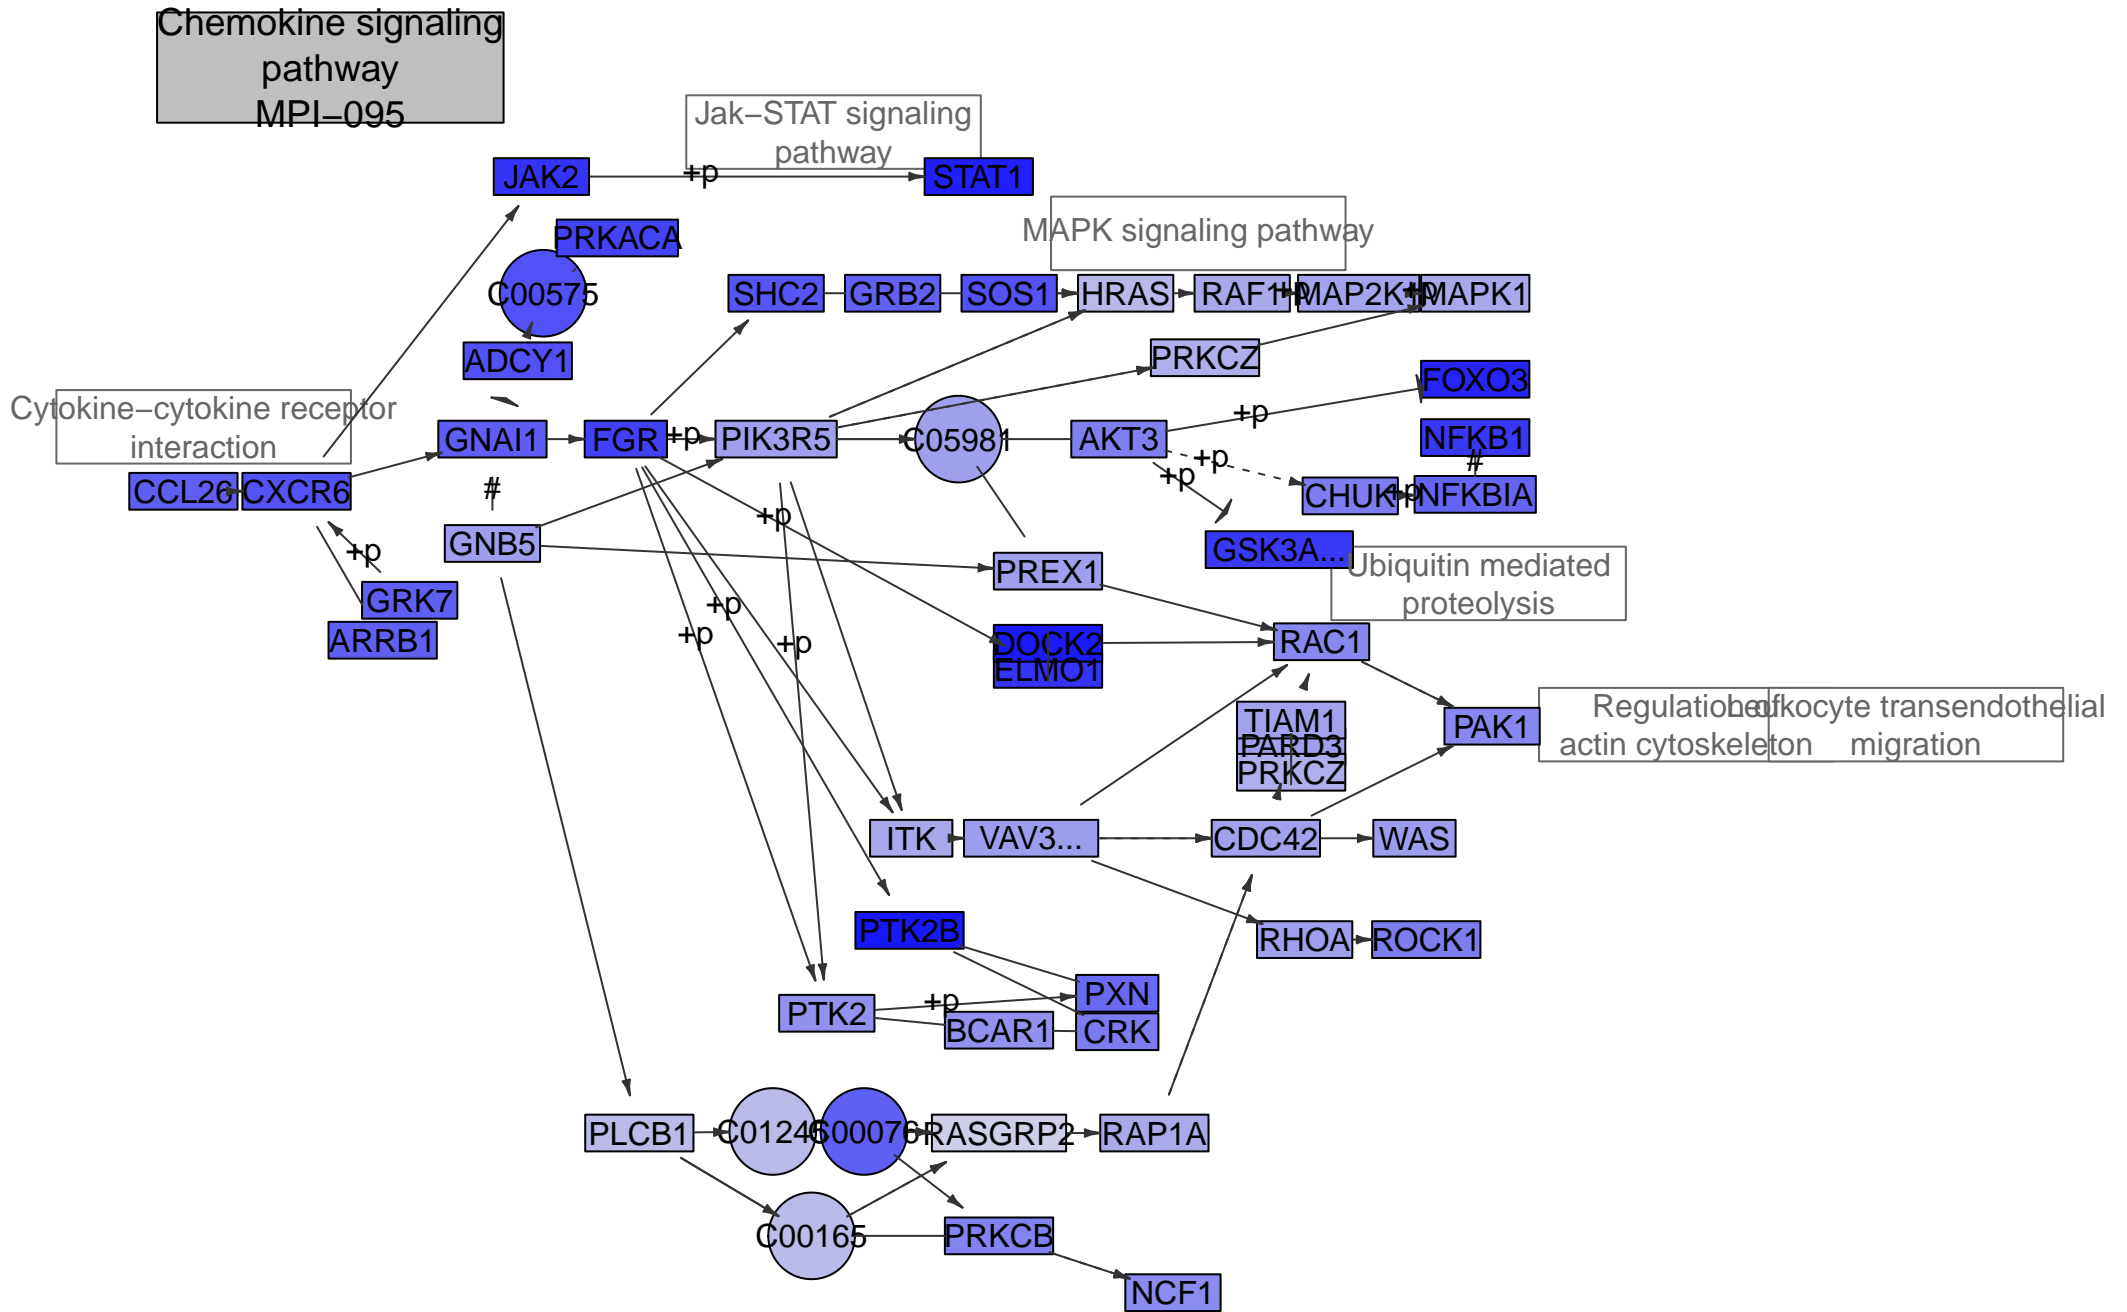 Chemokine signaling
pathway
MPI−095
Jak−STAT signaling
pathway
JAK2
+p
STAT1
PRKACA
MAPK signaling pathway
C00575
SHC2
GRB2
SOS1
HRAS
RAF1
+p
MAP2K1
+p
MAPK1
ADCY1
PRKCZ
FOXO3
Cytokine−cytokine receptor
interaction
GNAI1
FGR
+p
PIK3R5
C05981
AKT3
+p
NFKB1
+p
#
+p
CCL26
CXCR6
#
CHUK
+p
NFKBIA
+p
+p
GNB5
PREX1
GSK3A...
Ubiquitin mediated
proteolysis
GRK7
+p
ARRB1
+p
+p
DOCK2
ELMO1
RAC1
TIAM1
PARD3
PRKCZ
PAK1
Regulation of
actin cytoskeleton
Leukocyte transendothelial
migration
ITK
VAV3...
CDC42
WAS
PTK2B
RHOA
ROCK1
PTK2
+p
PXN
BCAR1
CRK
PLCB1
C01245
C00076
RASGRP2
RAP1A
C00165
PRKCB
NCF1